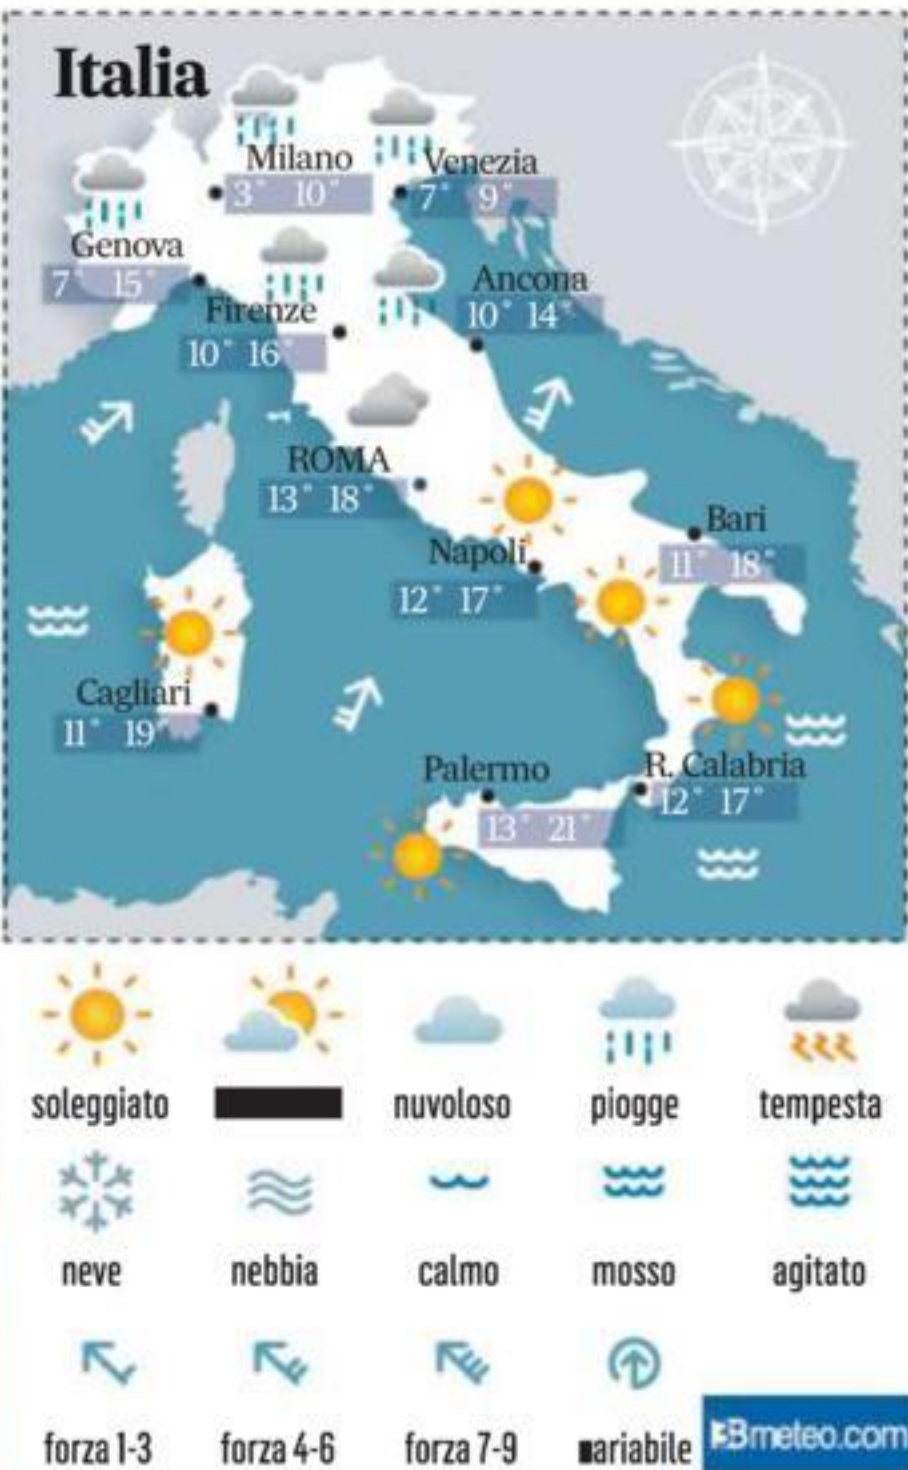 Italia
Milano
3° 10°
Venezia
7° 9°
Genova
7° 15°
Firenze
10° 16°
Ancona
10° 14°
ROMA
13° 18°
Napoli
12° 17°
Bari
11° 18°
Cagliari
11° 19°
Palermo
13° 21°
R. Calabria
12° 17°
soleggiato
nuvoloso
piogge
tempesta
neve
nebbia
calmo
mosso
agitato
forza 1-3
forza 4-6
forza 7-9
ariabile
3Bmeteo.com